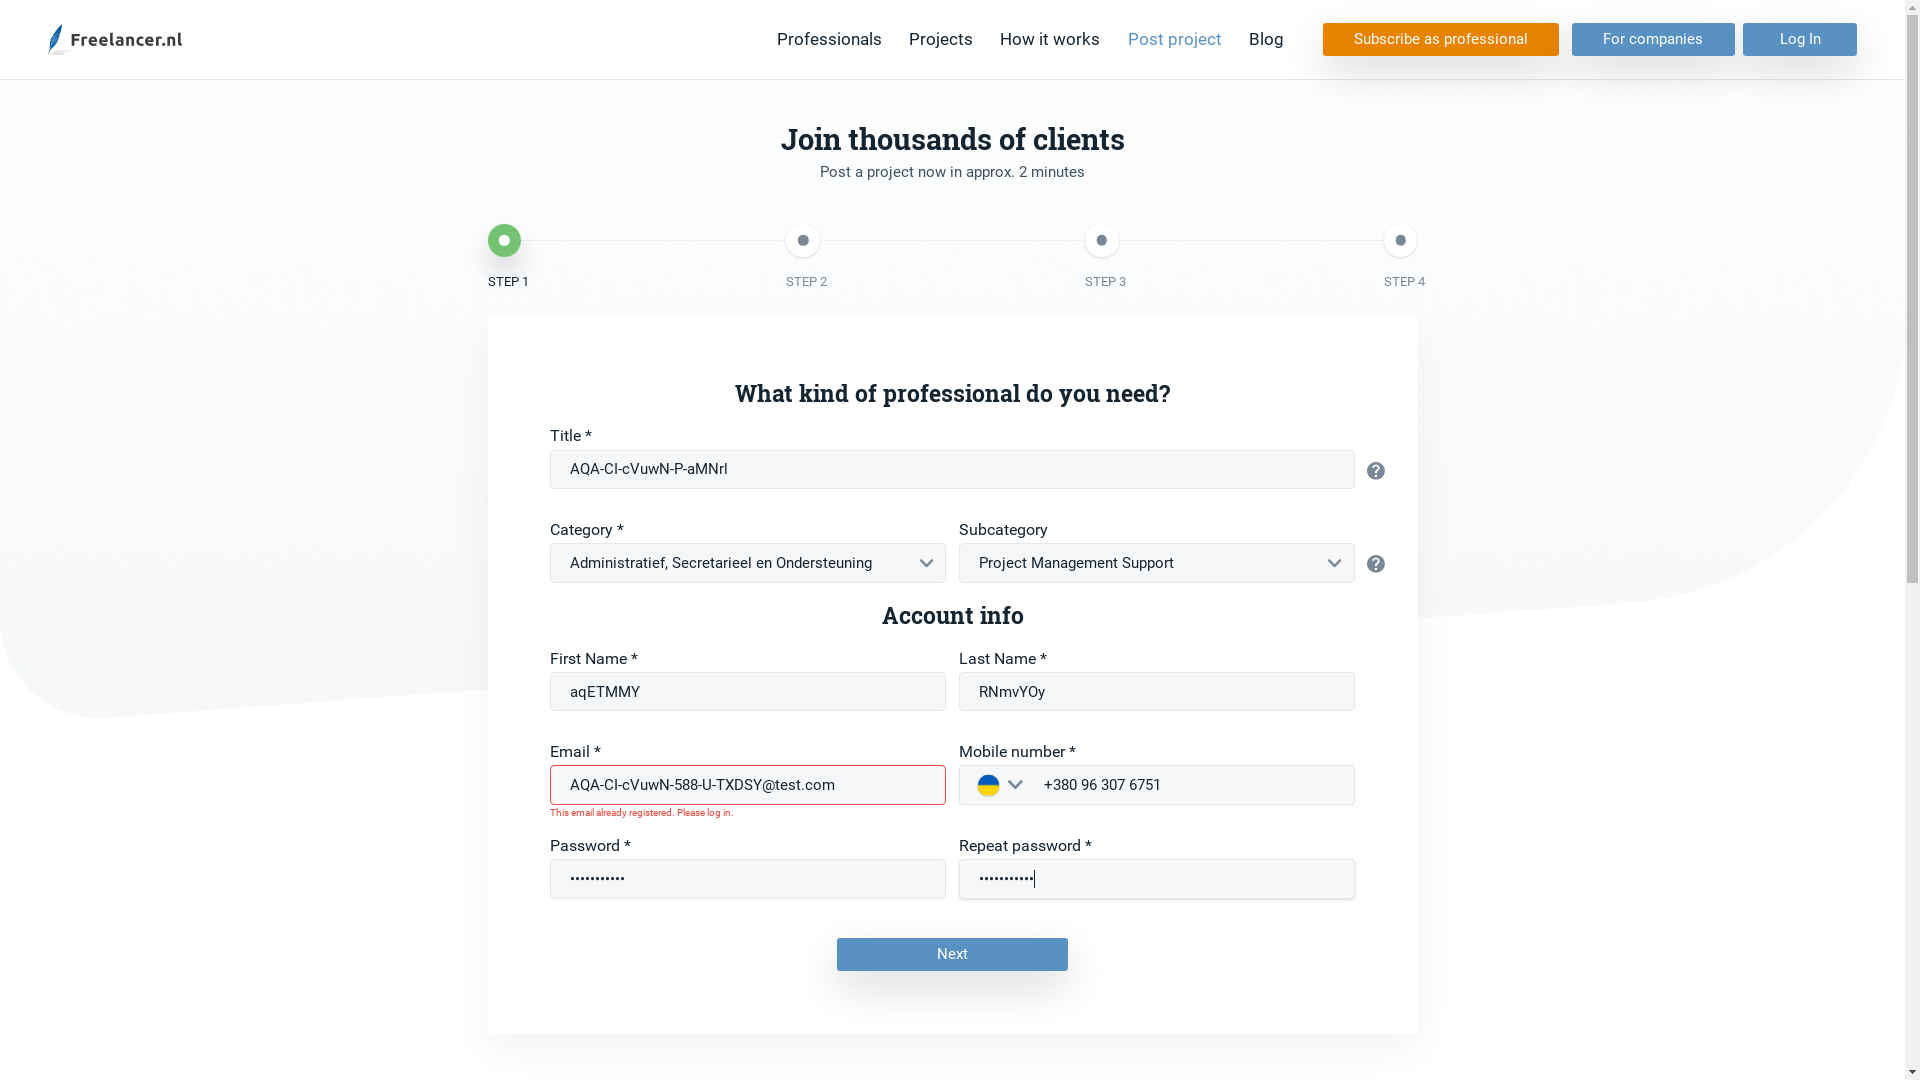 Freelancer.nl
Professionals Projects How it works Post project Blog Subscribe as professional For companies Log In
Join thousands of clients
Post a project now in approx. 2 minutes
STEP 1 STEP 2 STEP 3 STEP 4
What kind of professional do you need?
Title *
AQA-CI-cVuwN-P-aMNrl
Category * Subcategory
Administratief, Secretarieel en Ondersteuning Project Management Support
Account info
First Name * Last Name *
aqETMMY RNmvYOy
Email * Mobile number *
AQA-CI-cVuwN-588-U-TXDSY@test.com +380 96 307 6751
This email already registered. Please log in.
Password * Repeat password *
••••••••••• •••••••••••
Next